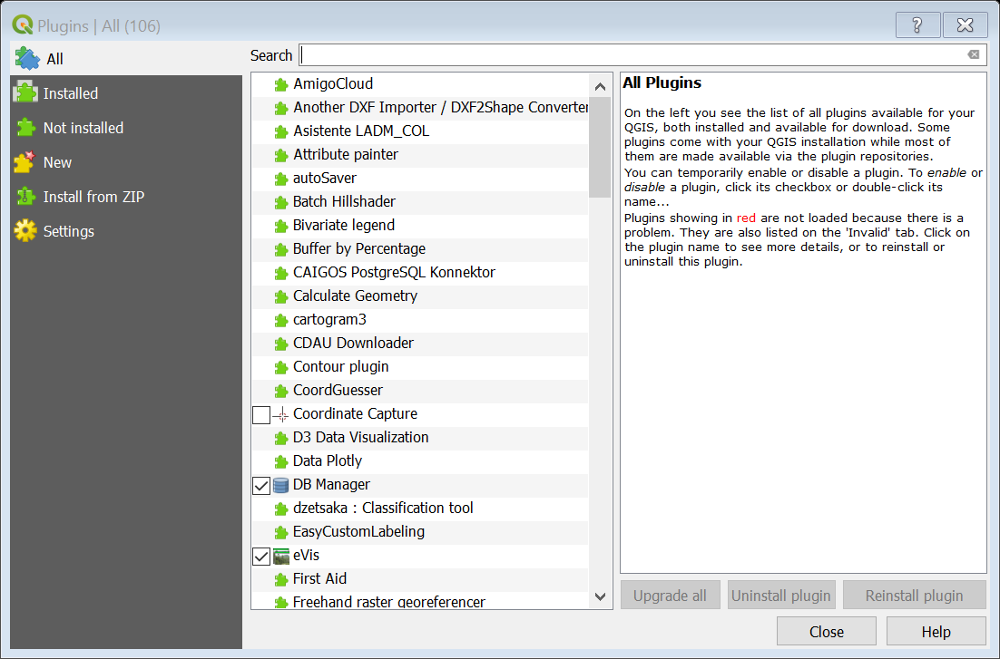 Plugins | All (106)
All
Installed
Not installed
New
Install from ZIP
Settings
Search
AmigoCloud
Another DXF Importer / DXF2Shape Converter
Asistente LADM_COL
Attribute painter
autoSaver
Batch Hillshader
Bivariate legend
Buffer by Percentage
CAIGOS PostgreSQL Konnektor
Calculate Geometry
cartogram3
CDAU Downloader
Contour plugin
CoordGuesser
Coordinate Capture
D3 Data Visualization
Data Plotly
DB Manager
dzetsaka : Classification tool
EasyCustomLabeling
eVis
First Aid
Freehand raster georeferencer
All Plugins
On the left you see the list of all plugins available for your
QGIS, both installed and available for download. Some
plugins come with your QGIS installation while most of
them are made available via the plugin repositories.
You can temporarily enable or disable a plugin. To enable or
disable a plugin, click its checkbox or double-click its
name...
Plugins showing in red are not loaded because there is a
problem. They are also listed on the 'Invalid' tab. Click on
the plugin name to see more details, or to reinstall or
uninstall this plugin.
Upgrade all
Uninstall plugin
Reinstall plugin
Close
Help